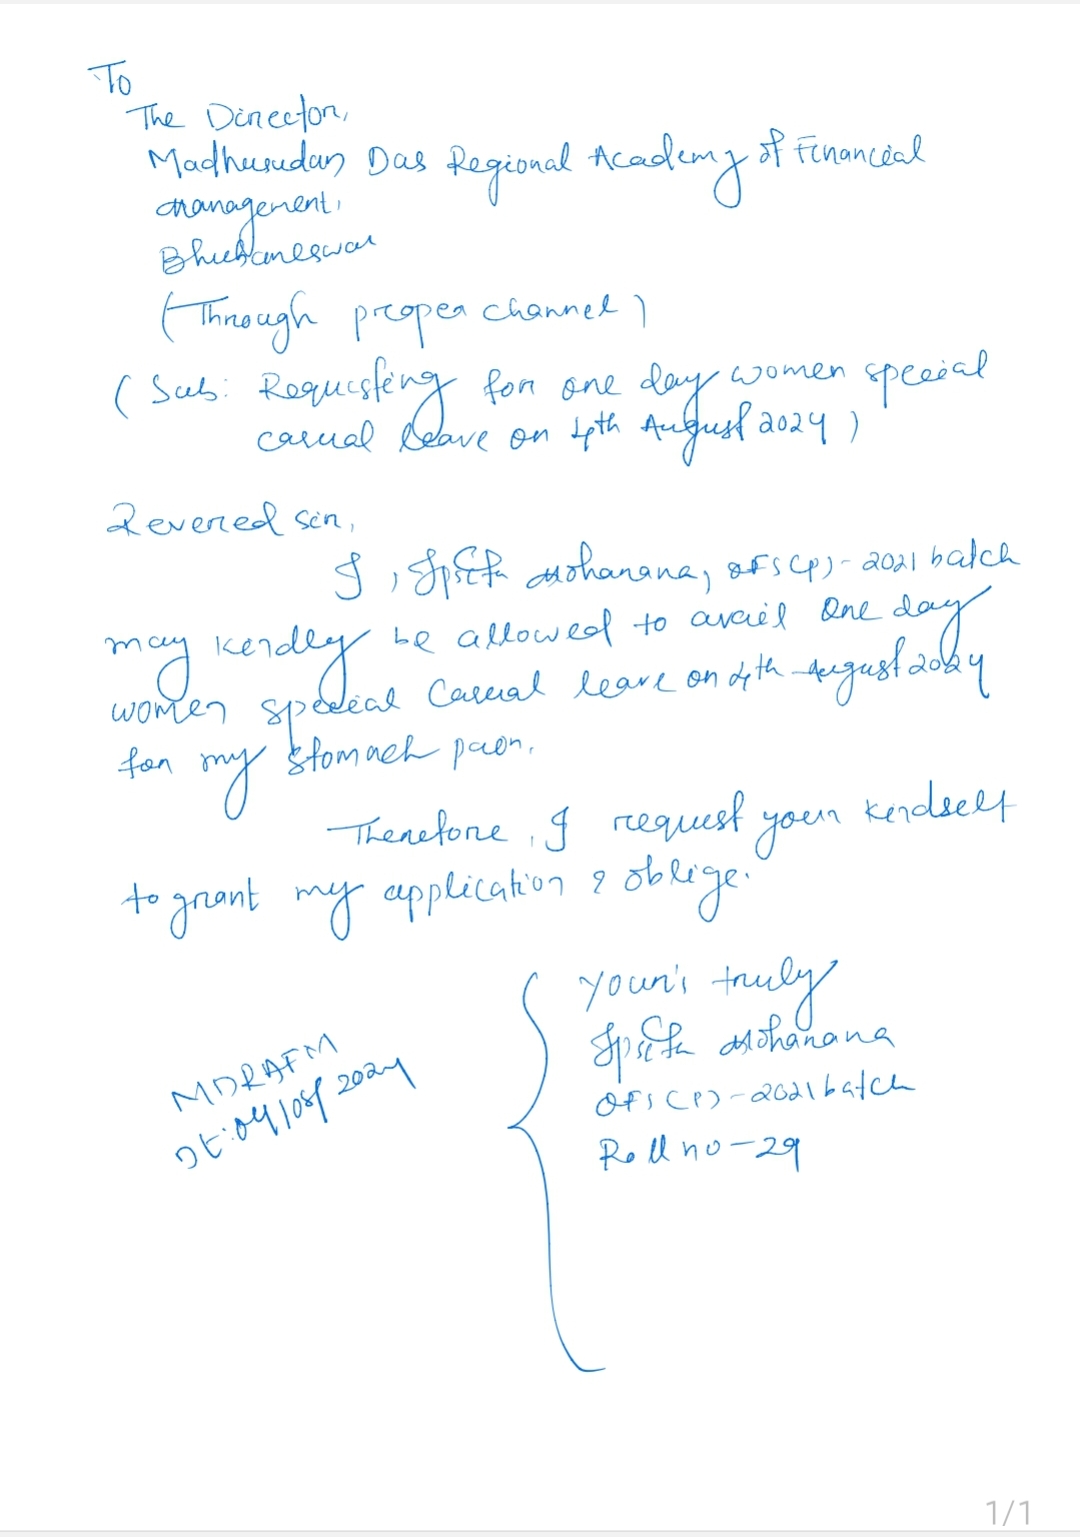 To
The Director,
Madhusudan Das Regional Academy of Financial
management,
Bhubaneswar
(Through proper channel)
(Sub: Requesting for one day women special
casual leave on 4th August 2024)
Revered sir,
I, Ipsita Moharana, OFS(P)-2021 batch
may kindly be allowed to avail One day
women special Casual leave on 4th August 2024
for my stomach pain.
Therefore, I request your kindself
to grant my application & oblige.
Your's truly
Ipsita Moharana
OFS(P)-2021 batch
Roll no-29
MDRAFM
Dt:04/08/2024
1/1